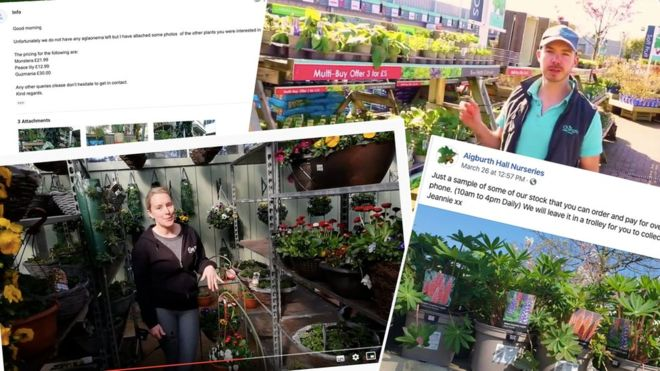 Info
Good morning
Unfortunately we do not have any aglaonema left but I have attached some photos of the other plants you were interested in
The pricing for the following are:
Monstera £21.99
Peace lily £12.99
Guzmania £30.00
Any other queries please don't hesitate to get in contact.
Kind regards.
3 Attachments
Multi-Buy Offer 3 for £5
Aigburth Hall Nurseries
March 26 at 12:57 PM
Just a sample of some of our stock that you can order and pay for ove
phone. (10am to 4pm Daily) We will leave it in a trolley for you to collec
Jeannie xx